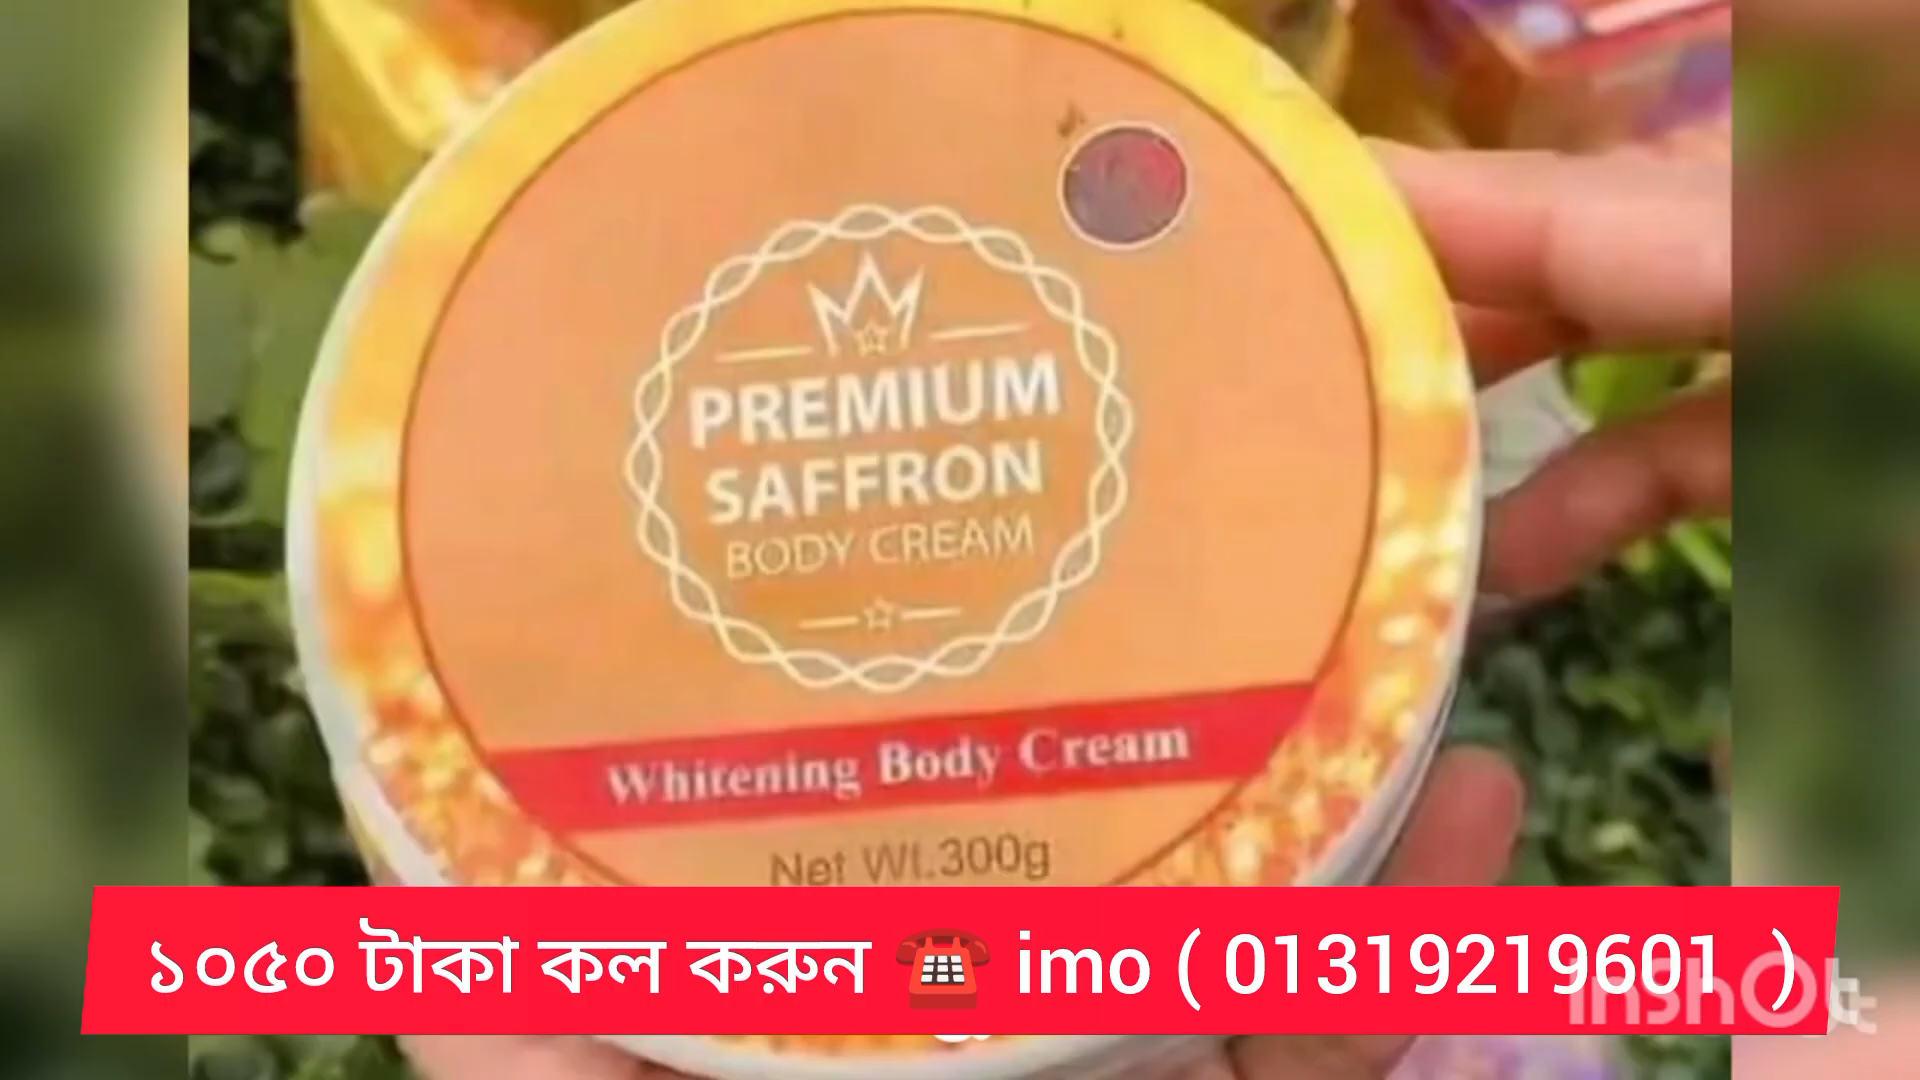 PREMIUM
SAFFRON
BODY CREAM
Whitening Body Cream
Net Wt.300g
১০৫০ টাকা কল করুন ☎️ imo ( 01319219601 )
InShOt